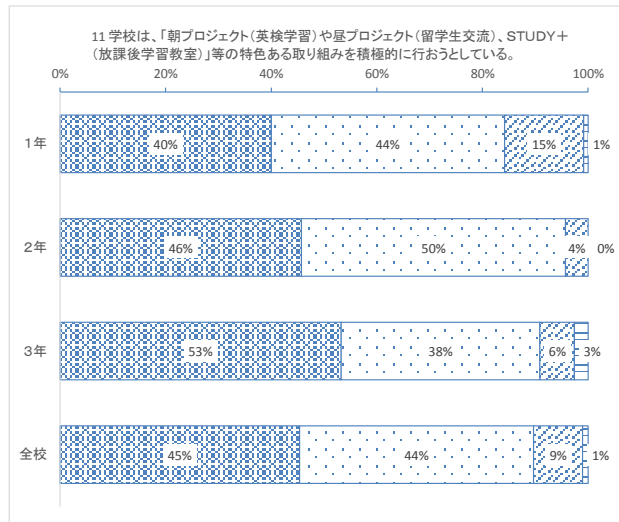 11 学校は、「朝プロジェクト(英検学習)や昼プロジェクト(留学生交流)、STUDY＋
(放課後学習教室)」等の特色ある取り組みを積極的に行おうとしている。
0% 20% 40% 60% 80% 100%
1年 40% 44% 15% 1%
2年 46% 50% 4% 0%
3年 53% 38% 6% 3%
全校 45% 44% 9% 1%